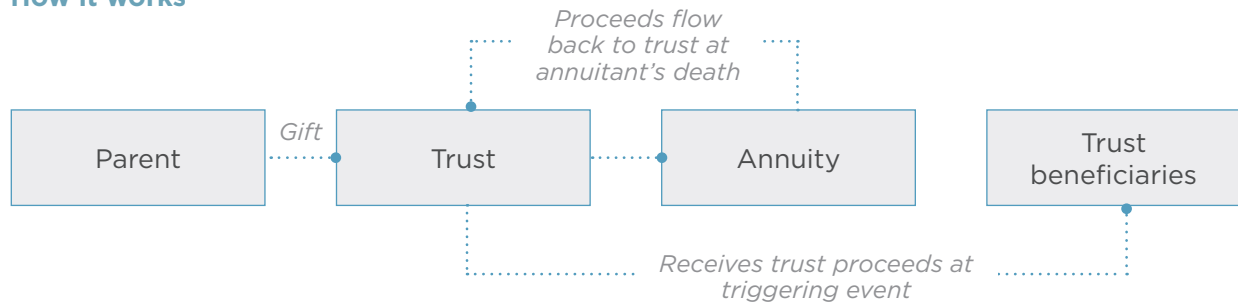 How it works
Proceeds flow
back to trust at
annuitant's death
Parent
Gift
Trust
Annuity
Trust
beneficiaries
Receives trust proceeds at
triggering event